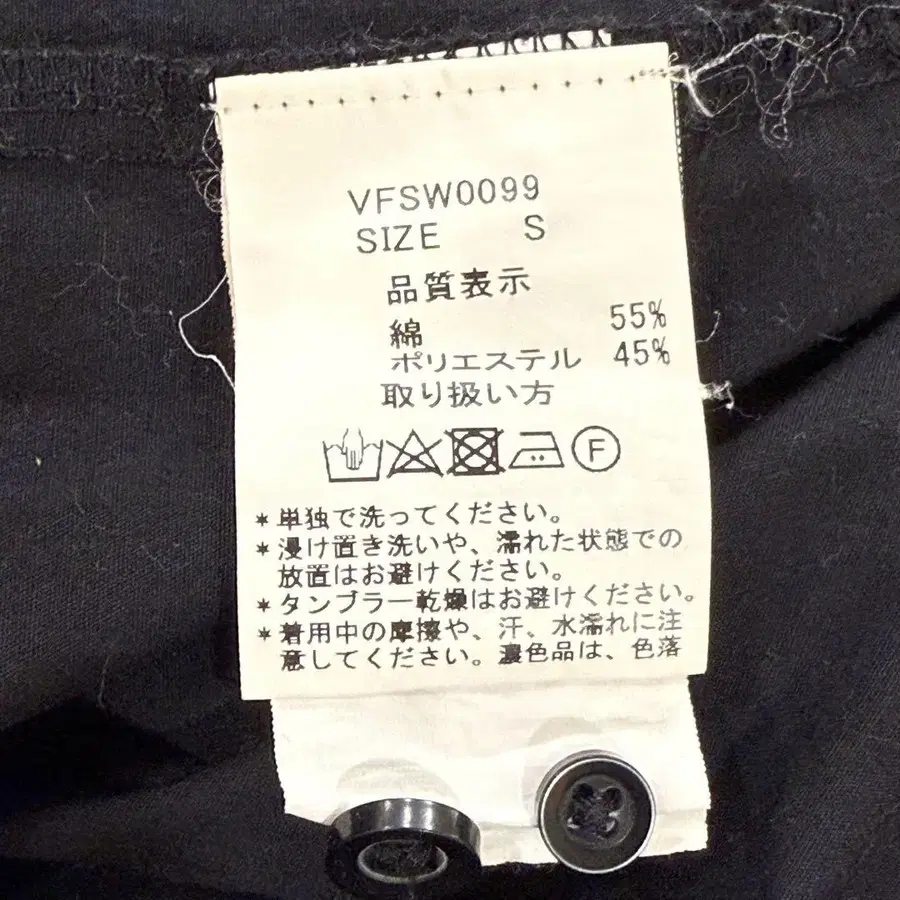 VFSW0099
SIZE S
品質表示
綿 55%
ポリエステル 45%
取り扱い方
F
*単独で洗ってください。
*浸け置き洗いや、濡れた状態での
放置はお避けください。
*タンブラー乾燥はお避けください。
*着用中の摩擦や、汗、水濡れに注
意してください。濃色品は、色落